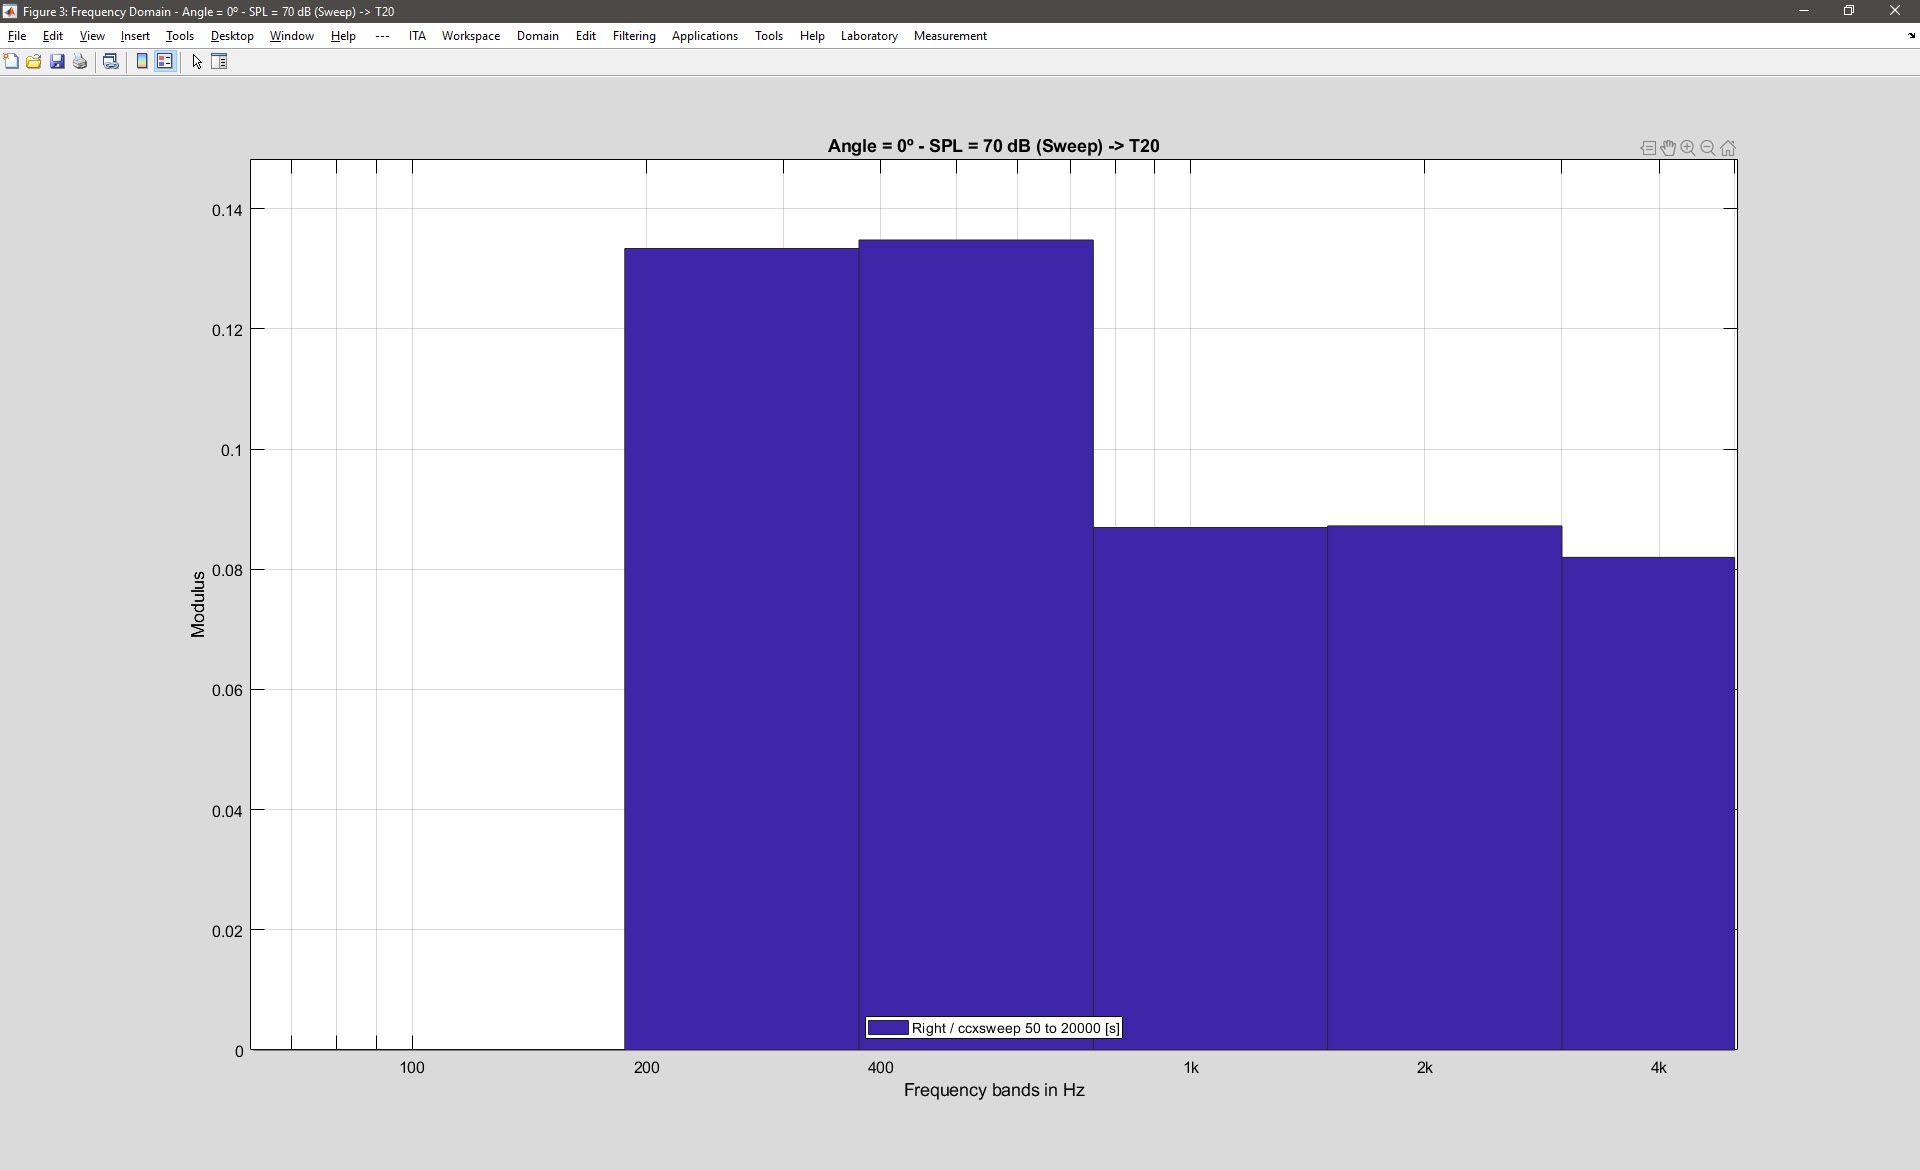 Figure 3: Frequency Domain - Angle = 0º - SPL = 70 dB (Sweep) -> T20
File Edit View Insert Tools Desktop Window Help --- ITA Workspace Domain Edit Filtering Applications Tools Help Laboratory Measurement
Angle = 0º - SPL = 70 dB (Sweep) -> T20
0.14
0.12
0.1
0.08
0.06
0.04
0.02
0
Modulus
Right / ccxsweep 50 to 20000 [s]
100 200 400 1k 2k 4k
Frequency bands in Hz